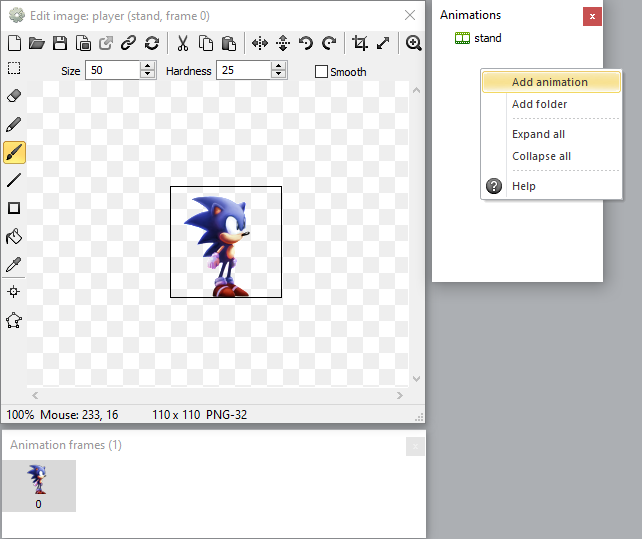 Edit image: player (stand, frame 0)
Size 50 Hardness 25 Smooth
100% Mouse: 233, 16 110 x 110 PNG-32
Animation frames (1)
0
Animations
stand
Add animation
Add folder
Expand all
Collapse all
Help